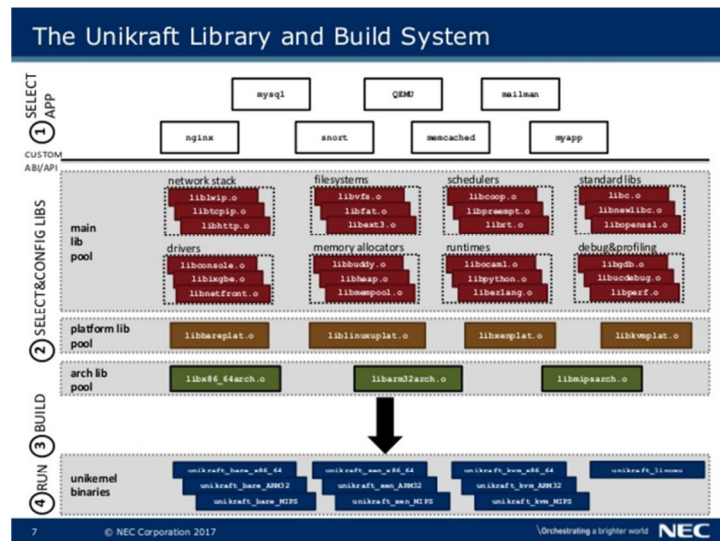 The Unikraft Library and Build System
1 SELECT APP
mysql QEMU mailman
nginx snort memcached myapp
CUSTOM
ABI/API
2 SELECT&CONFIG LIBS
main
lib
pool
network stack
liblwip.o
libtcpip.o
libhttp.o
filesystems
libvfs.o
libfat.o
libext3.o
schedulers
libcoop.o
libpreempt.o
librt.o
standard libs
libc.o
libnewlibc.o
libopenssl.o
drivers
libconsole.o
libixgbe.o
libnetfront.o
memory allocators
libbuddy.o
libheap.o
libmempool.o
runtimes
libocaml.o
libpython.o
liberlang.o
debug&profiling
libgdb.o
libucdebug.o
libperf.o
platform lib
pool
libbareplat.o liblinuxuplat.o libxenplat.o libkvmplat.o
arch lib
pool
libx86_64arch.o libarm32arch.o libmipsarch.o
3 BUILD
4 RUN
unikernel
binaries
unikraft_bare_x86_64
unikraft_bare_ARM32
unikraft_bare_MIPS
unikraft_xen_x86_64
unikraft_xen_ARM32
unikraft_xen_MIPS
unikraft_kvm_x86_64
unikraft_kvm_ARM32
unikraft_kvm_MIPS
unikraft_linuxu
7 © NEC Corporation 2017 \Orchestrating a brighter world NEC